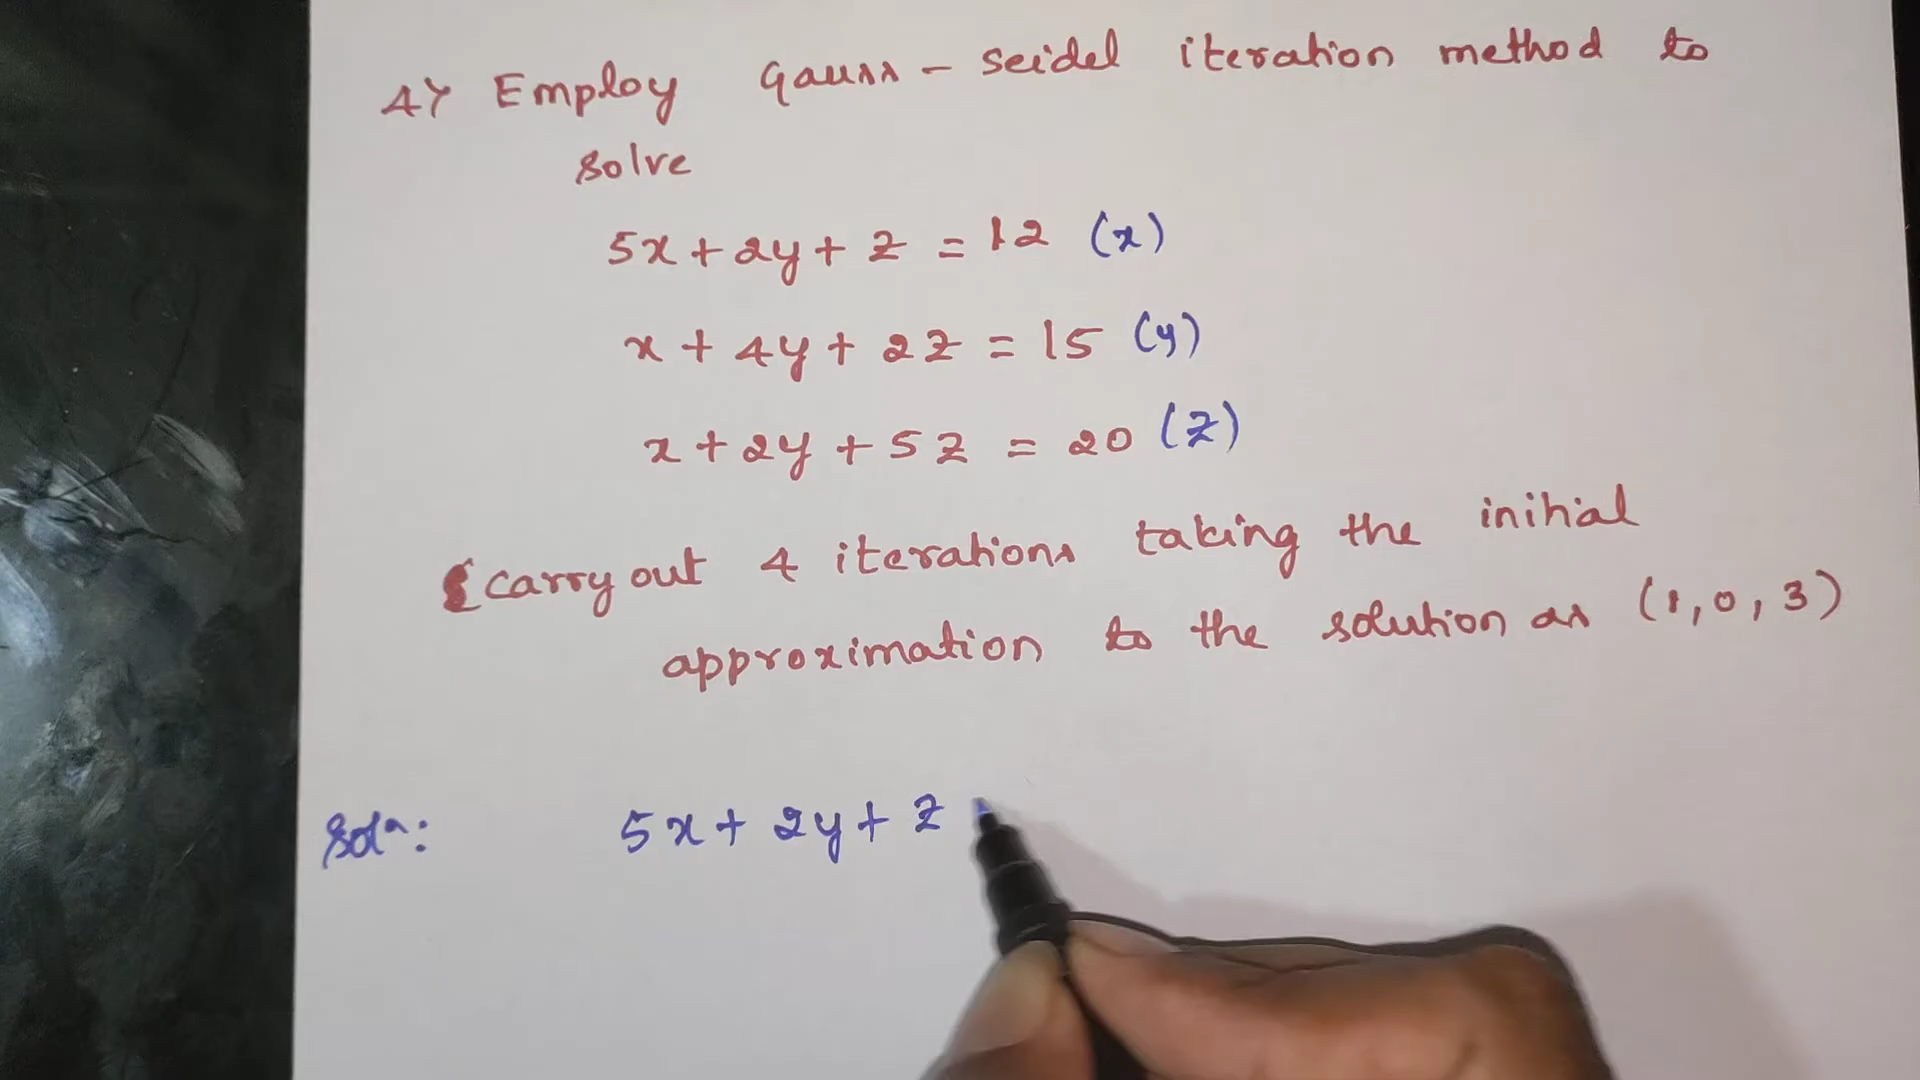 4) Employ Gauss - Seidel iteration method to
solve
5x + 2y + z = 12 (x)
x + 4y + 2z = 15 (y)
x + 2y + 5z = 20 (z)
(carry out 4 iterations taking the initial
approximation to the solution as (1, 0, 3)
Soln: 5x + 2y + z